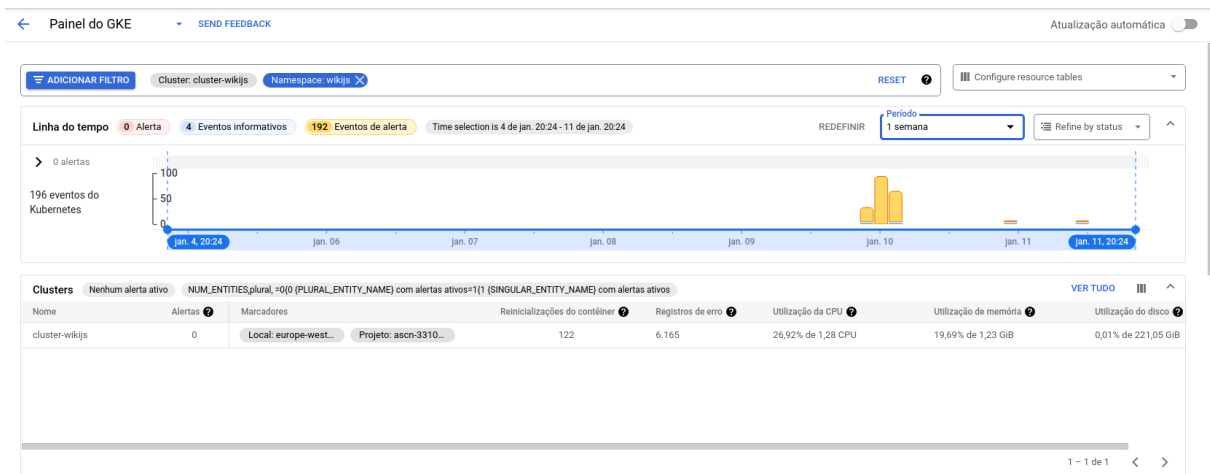 Painel do GKE SEND FEEDBACK Atualização automática
ADICIONAR FILTRO Cluster: cluster-wikijs Namespace: wikijs RESET Configure resource tables
Linha do tempo 0 Alerta 4 Eventos informativos 192 Eventos de alerta Time selection is 4 de jan. 20:24 - 11 de jan. 20:24 REDEFINIR Período 1 semana Refine by status
0 alertas
196 eventos do
Kubernetes
100
50
0
jan. 4, 20:24 jan. 06 jan. 07 jan. 08 jan. 09 jan. 10 jan. 11 jan. 11, 20:24
Clusters Nenhum alerta ativo NUM_ENTITIES,plural, =0{0 {PLURAL_ENTITY_NAME} com alertas ativos=1{1 {SINGULAR_ENTITY_NAME} com alertas ativos VER TUDO
Nome Alertas Marcadores Reinicializações do contêiner Registros de erro Utilização da CPU Utilização de memória Utilização do disco
cluster-wikijs 0 Local: europe-west... Projeto: ascn-3310... 122 6.165 26,92% de 1,28 CPU 19,69% de 1,23 GiB 0,01% de 221,05 GiB
1 – 1 de 1